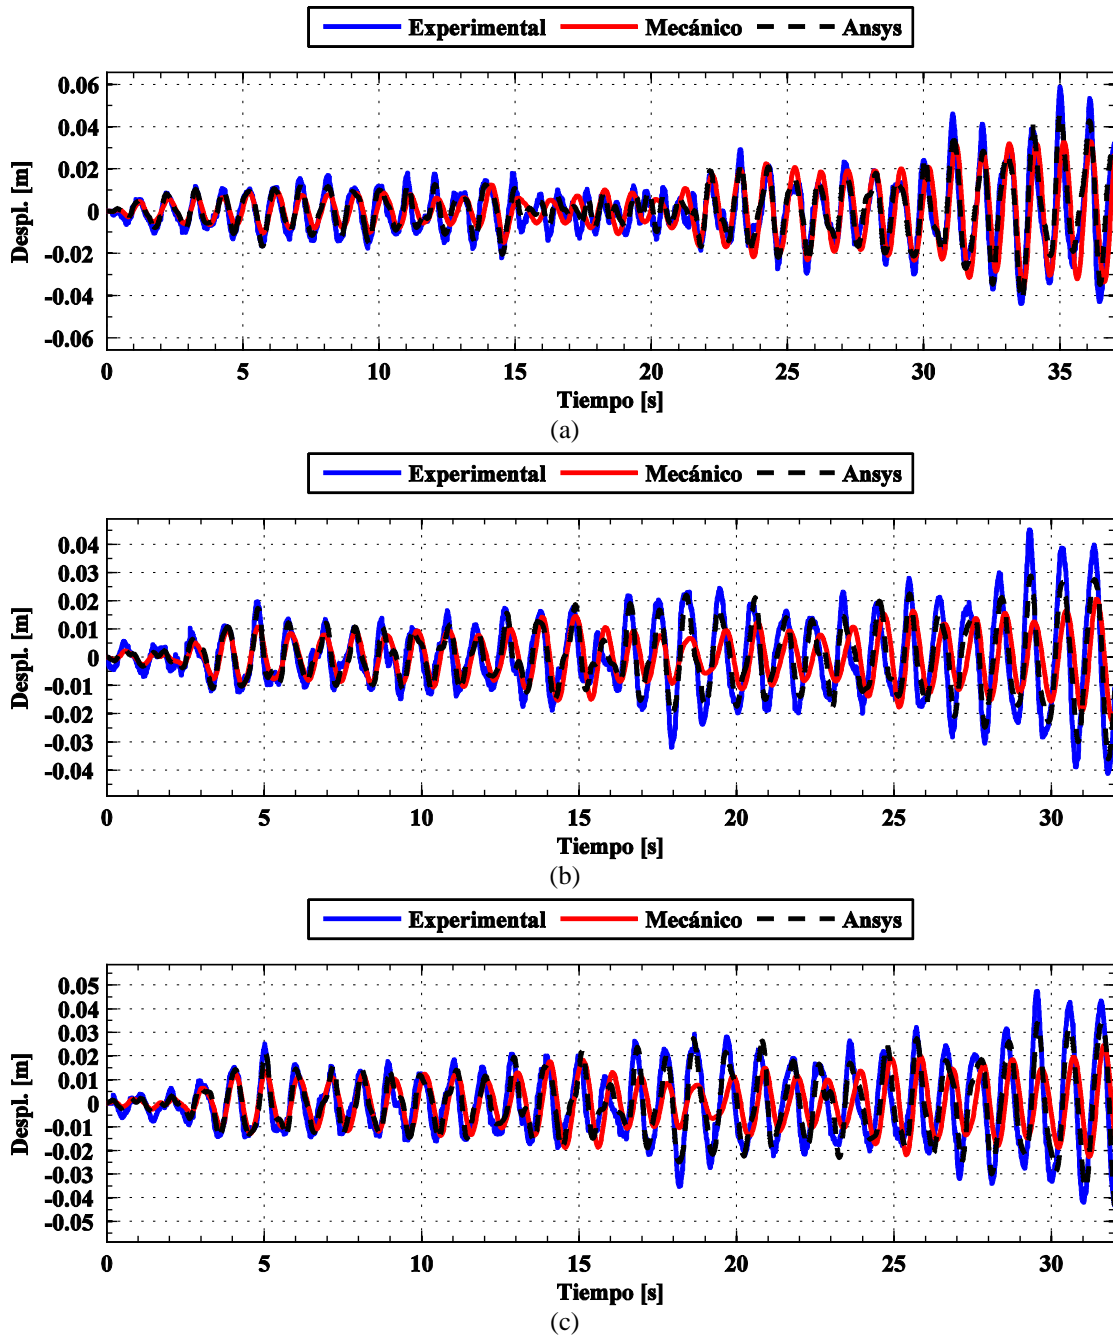 Experimental Mecánico Ansys
0.06
0.04
0.02
0
-0.02
-0.04
-0.06
Despl. [m]
0 5 10 15 20 25 30 35
Tiempo [s]
(a)
Experimental Mecánico Ansys
0.04
0.03
0.02
0.01
0
-0.01
-0.02
-0.03
-0.04
Despl. [m]
0 5 10 15 20 25 30
Tiempo [s]
(b)
Experimental Mecánico Ansys
0.05
0.04
0.03
0.02
0.01
0
-0.01
-0.02
-0.03
-0.04
-0.05
Despl. [m]
0 5 10 15 20 25 30
Tiempo [s]
(c)